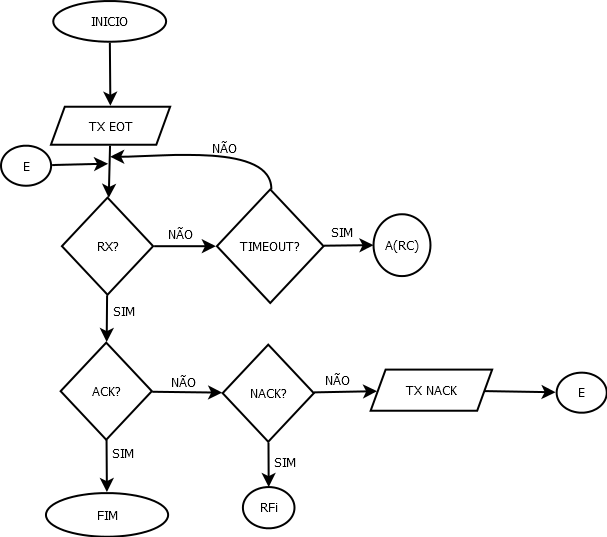 INICIO
TX EOT
NÃO
E
RX?
NÃO
TIMEOUT?
SIM
A(RC)
SIM
ACK?
NÃO
NACK?
NÃO
TX NACK
E
SIM
SIM
FIM
RFi